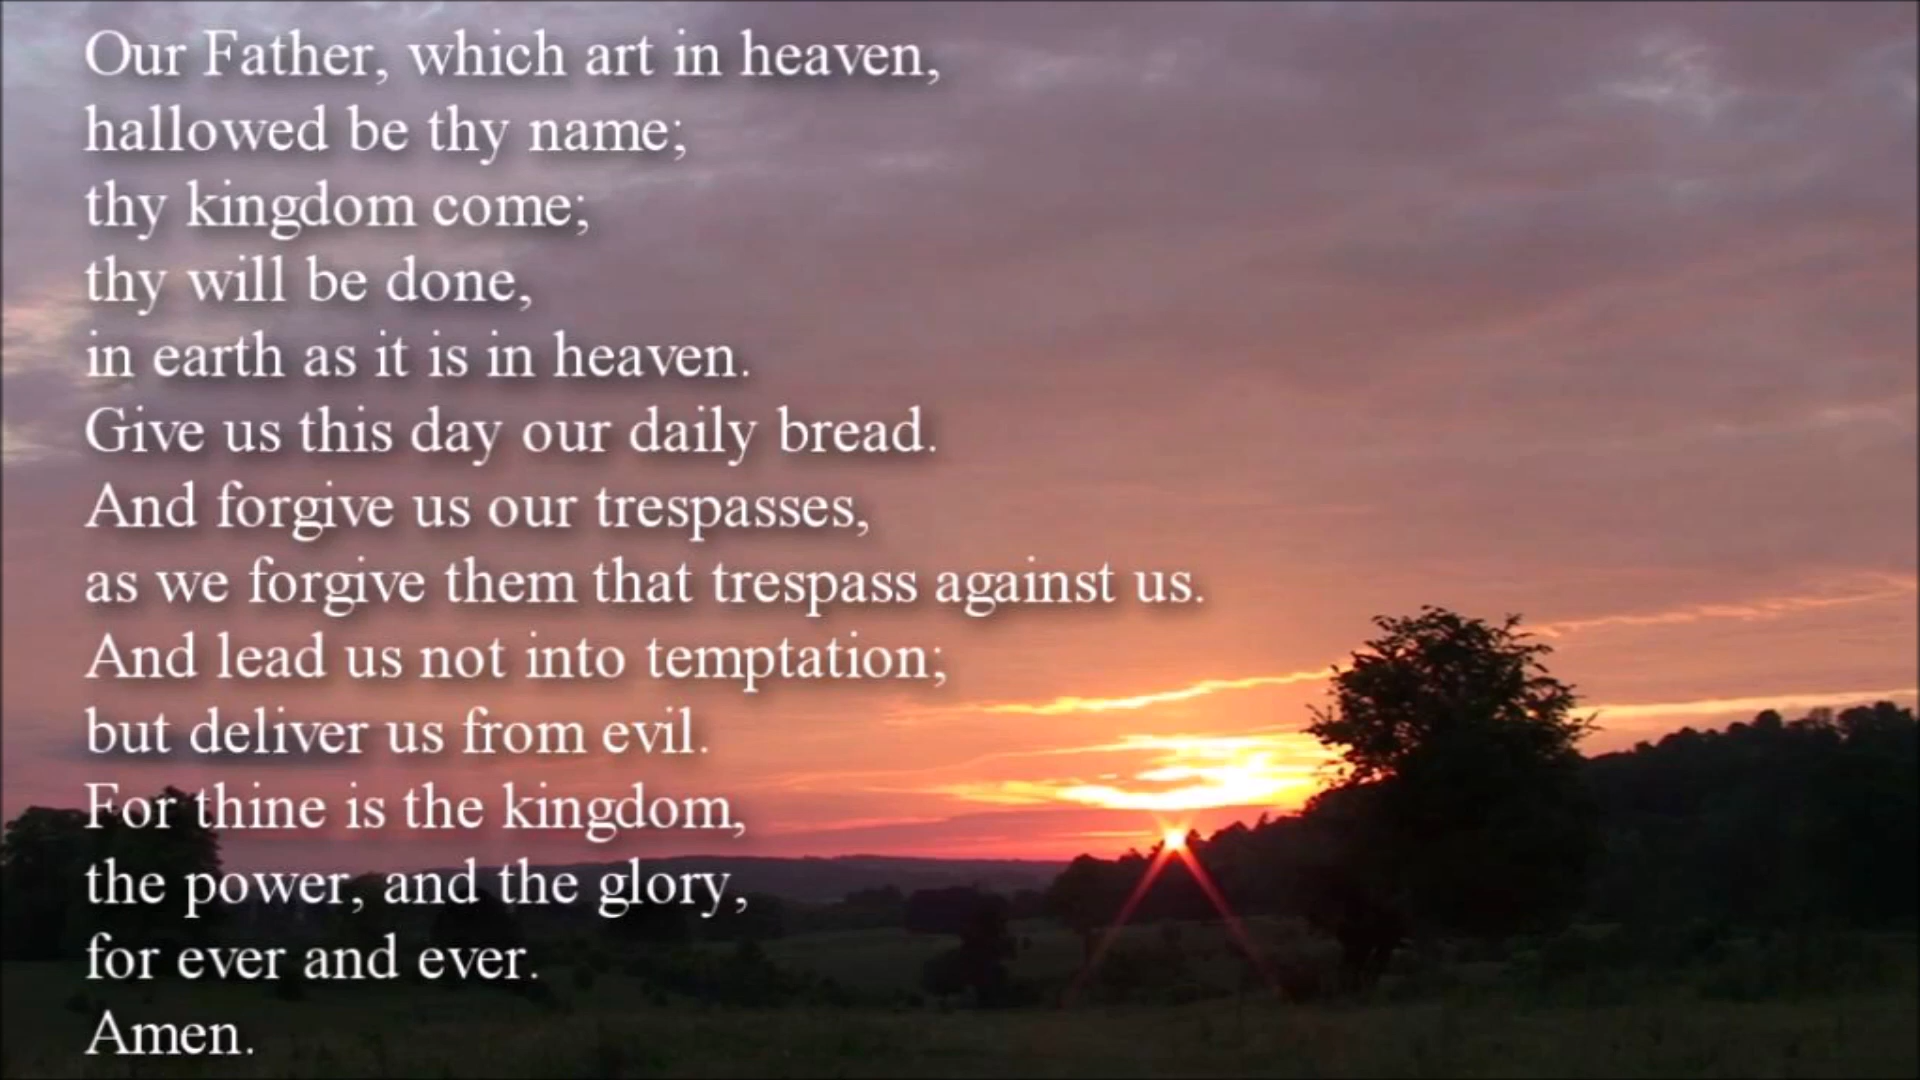 Our Father, which art in heaven,
hallowed be thy name;
thy kingdom come;
thy will be done,
in earth as it is in heaven.
Give us this day our daily bread.
And forgive us our trespasses,
as we forgive them that trespass against us.
And lead us not into temptation;
but deliver us from evil.
For thine is the kingdom,
the power, and the glory,
for ever and ever.
Amen.